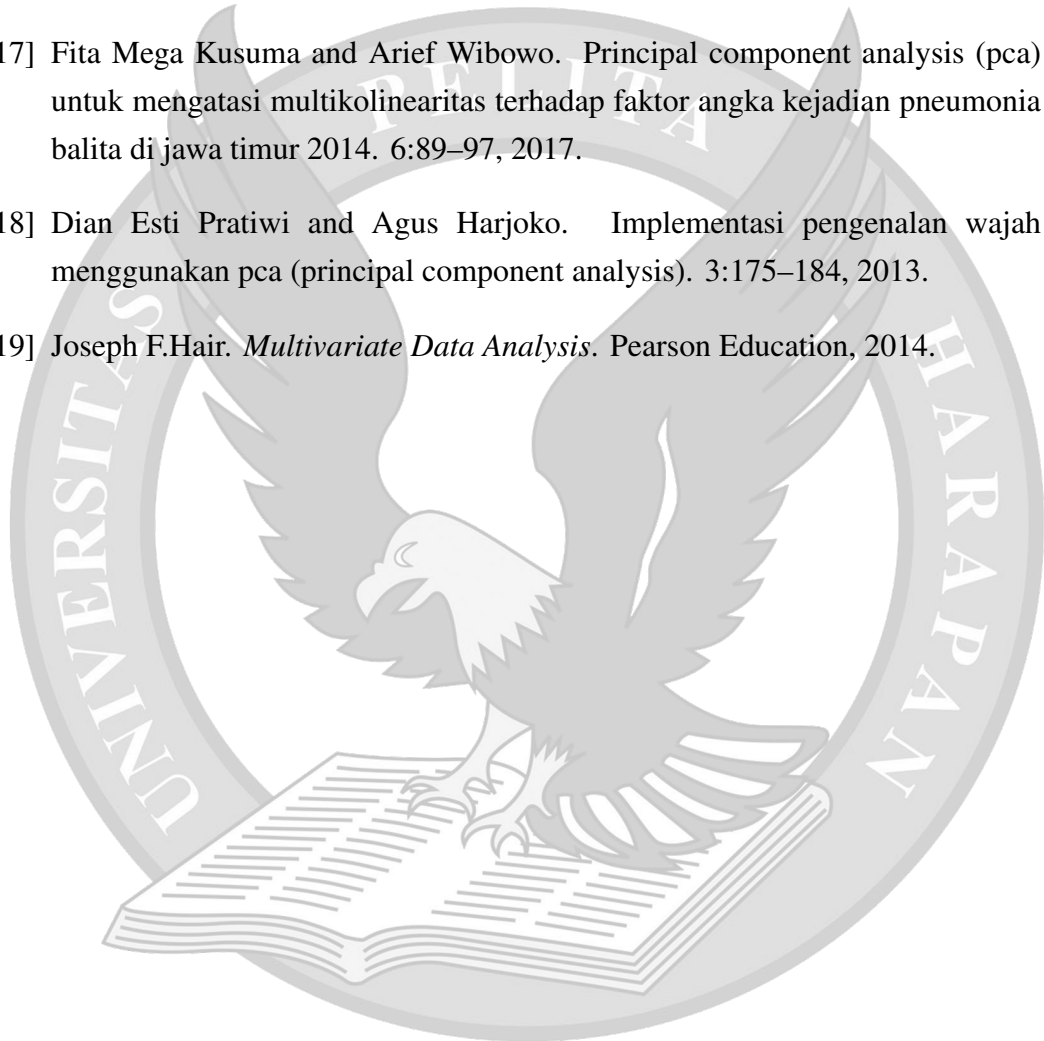 17] Fita Mega Kusuma and Arief Wibowo. Principal component analysis (pca)
untuk mengatasi multikolinearitas terhadap faktor angka kejadian pneumonia
balita di jawa timur 2014. 6:89–97, 2017.
18] Dian Esti Pratiwi and Agus Harjoko. Implementasi pengenalan wajah
menggunakan pca (principal component analysis). 3:175–184, 2013.
19] Joseph F.Hair. Multivariate Data Analysis. Pearson Education, 2014.
UNIVERSITAS PELITA HARAPAN